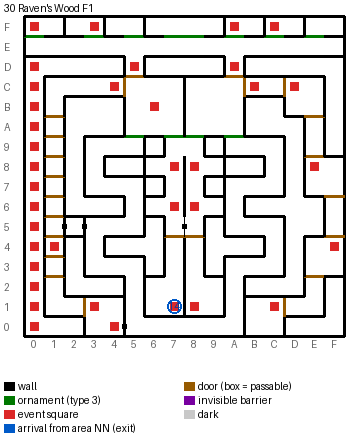 30 Raven's Wood F1
F
E
D
C
B
A
9
8
7
6
5
4
3
2
1
0
0 1 2 3 4 5 6 7 8 9 A B C D E F
wall
ornament (type 3)
event square
arrival from area NN (exit)
door (box = passable)
invisible barrier
dark